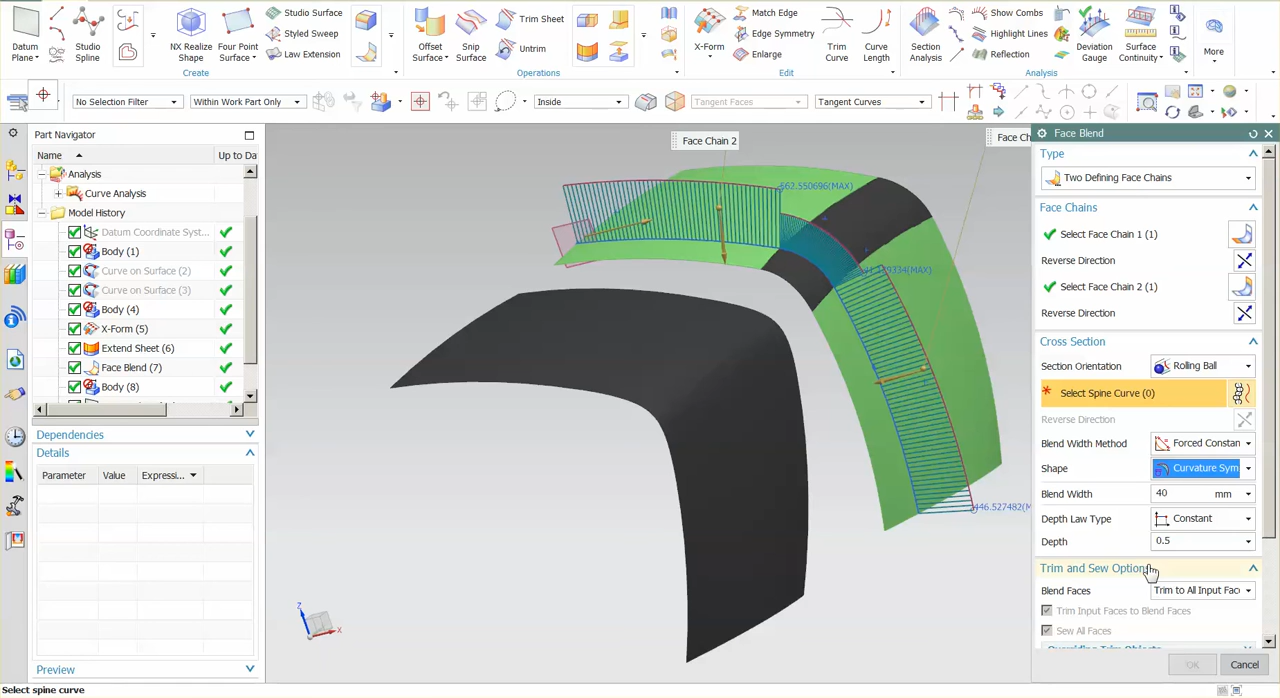 Datum
Plane
Studio
Spline
NX Realize
Shape
Four Point
Surface
Studio Surface
Styled Sweep
Law Extension
Create
Offset
Surface
Snip
Surface
Trim Sheet
Untrim
Operations
X-Form
Match Edge
Edge Symmetry
Enlarge
Trim
Curve
Curve
Length
Edit
Section
Analysis
Show Combs
Highlight Lines
Reflection
Deviation
Gauge
Surface
Continuity
Analysis
More
No Selection Filter
Within Work Part Only
Inside
Tangent Faces
Tangent Curves
Part Navigator
Name
Up to Da
Analysis
Curve Analysis
Model History
Datum Coordinate Syst...
Body (1)
Curve on Surface (2)
Curve on Surface (3)
Body (4)
X-Form (5)
Extend Sheet (6)
Face Blend (7)
Body (8)
Dependencies
Details
Parameter Value Expressi...
Preview
Select spine curve
Face Chain 2
Face Ch
562.550696(MAX)
Z
X
Face Blend
Type
Two Defining Face Chains
Face Chains
Select Face Chain 1 (1)
Reverse Direction
Select Face Chain 2 (1)
Reverse Direction
Cross Section
Section Orientation Rolling Ball
* Select Spine Curve (0)
Reverse Direction
Blend Width Method Forced Constan
Shape Curvature Sym
Blend Width 40 mm
Depth Law Type Constant
Depth 0.5
Trim and Sew Options
Blend Faces Trim to All Input Face
Trim Input Faces to Blend Faces
Sew All Faces
Overriding Trim Objects
OK Cancel